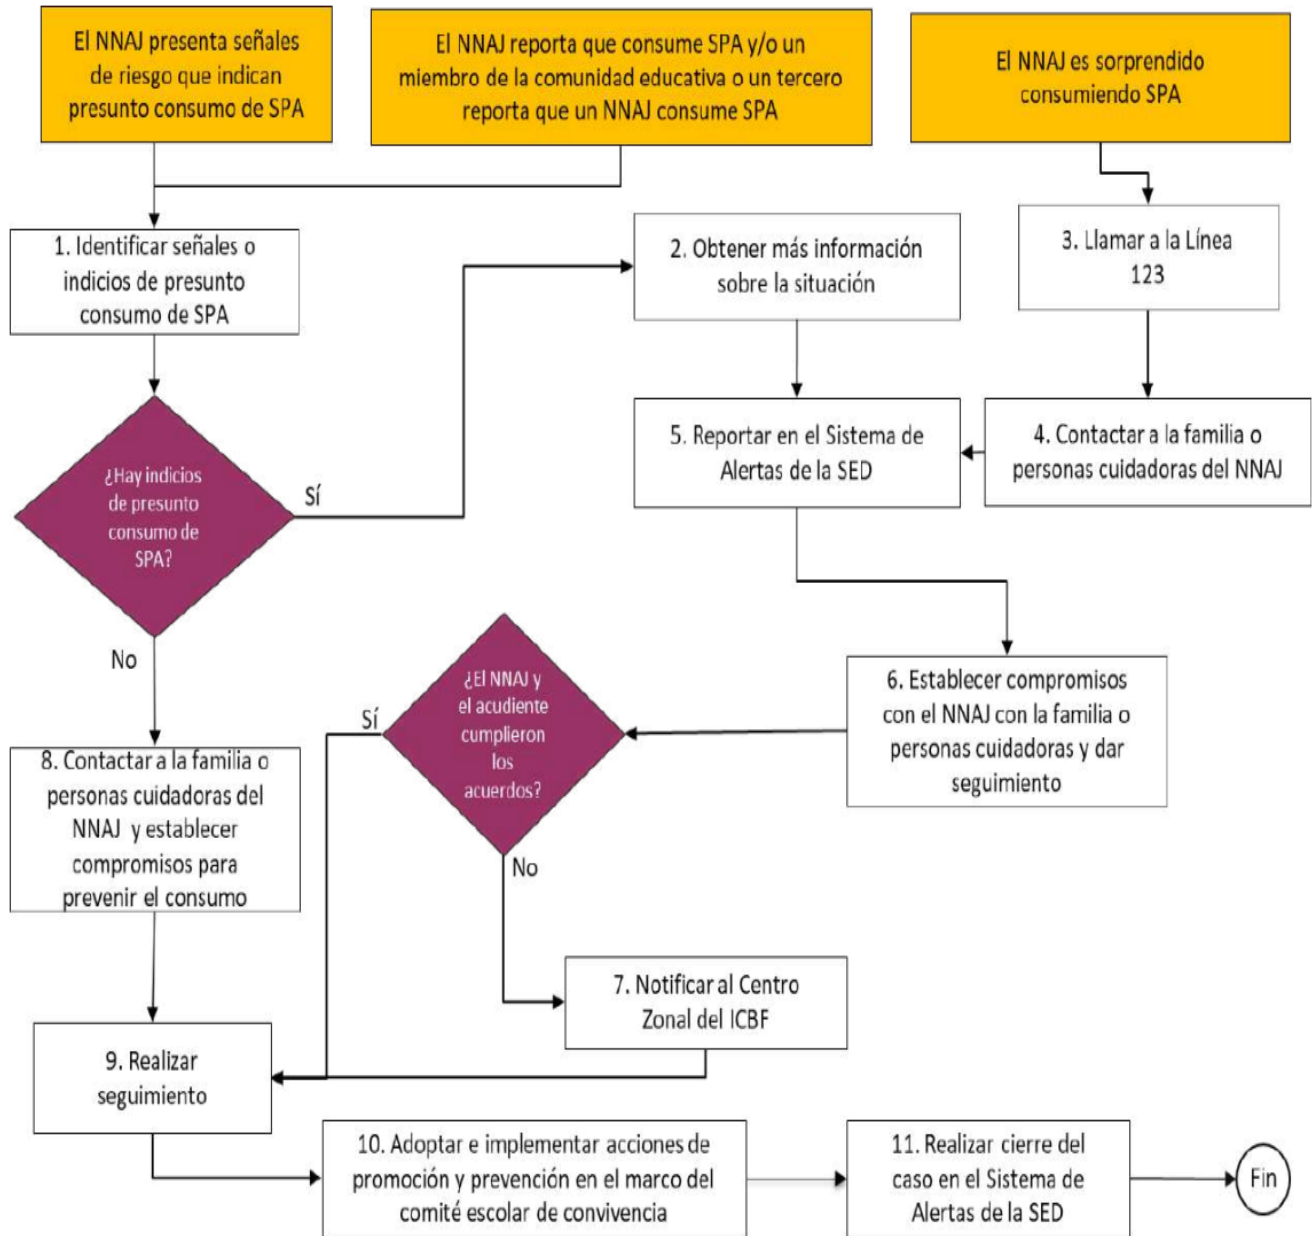 El NNAJ presenta señales
de riesgo que indican
presunto consumo de SPA
El NNAJ reporta que consume SPA y/o un
miembro de la comunidad educativa o un tercero
reporta que un NNAJ consume SPA
El NNAJ es sorprendido
consumiendo SPA
1. Identificar señales o
indicios de presunto
consumo de SPA
2. Obtener más información
sobre la situación
3. Llamar a la Línea
123
¿Hay indicios
de presunto
consumo de
SPA?
Sí
No
5. Reportar en el Sistema de
Alertas de la SED
4. Contactar a la familia o
personas cuidadoras del NNAJ
6. Establecer compromisos
con el NNAJ con la familia o
personas cuidadoras y dar
seguimiento
¿El NNAJ y
el acudiente
cumplieron
los
acuerdos?
Sí
No
8. Contactar a la familia o
personas cuidadoras del
NNAJ y establecer
compromisos para
prevenir el consumo
7. Notificar al Centro
Zonal del ICBF
9. Realizar
seguimiento
10. Adoptar e implementar acciones de
promoción y prevención en el marco del
comité escolar de convivencia
11. Realizar cierre del
caso en el Sistema de
Alertas de la SED
Fin